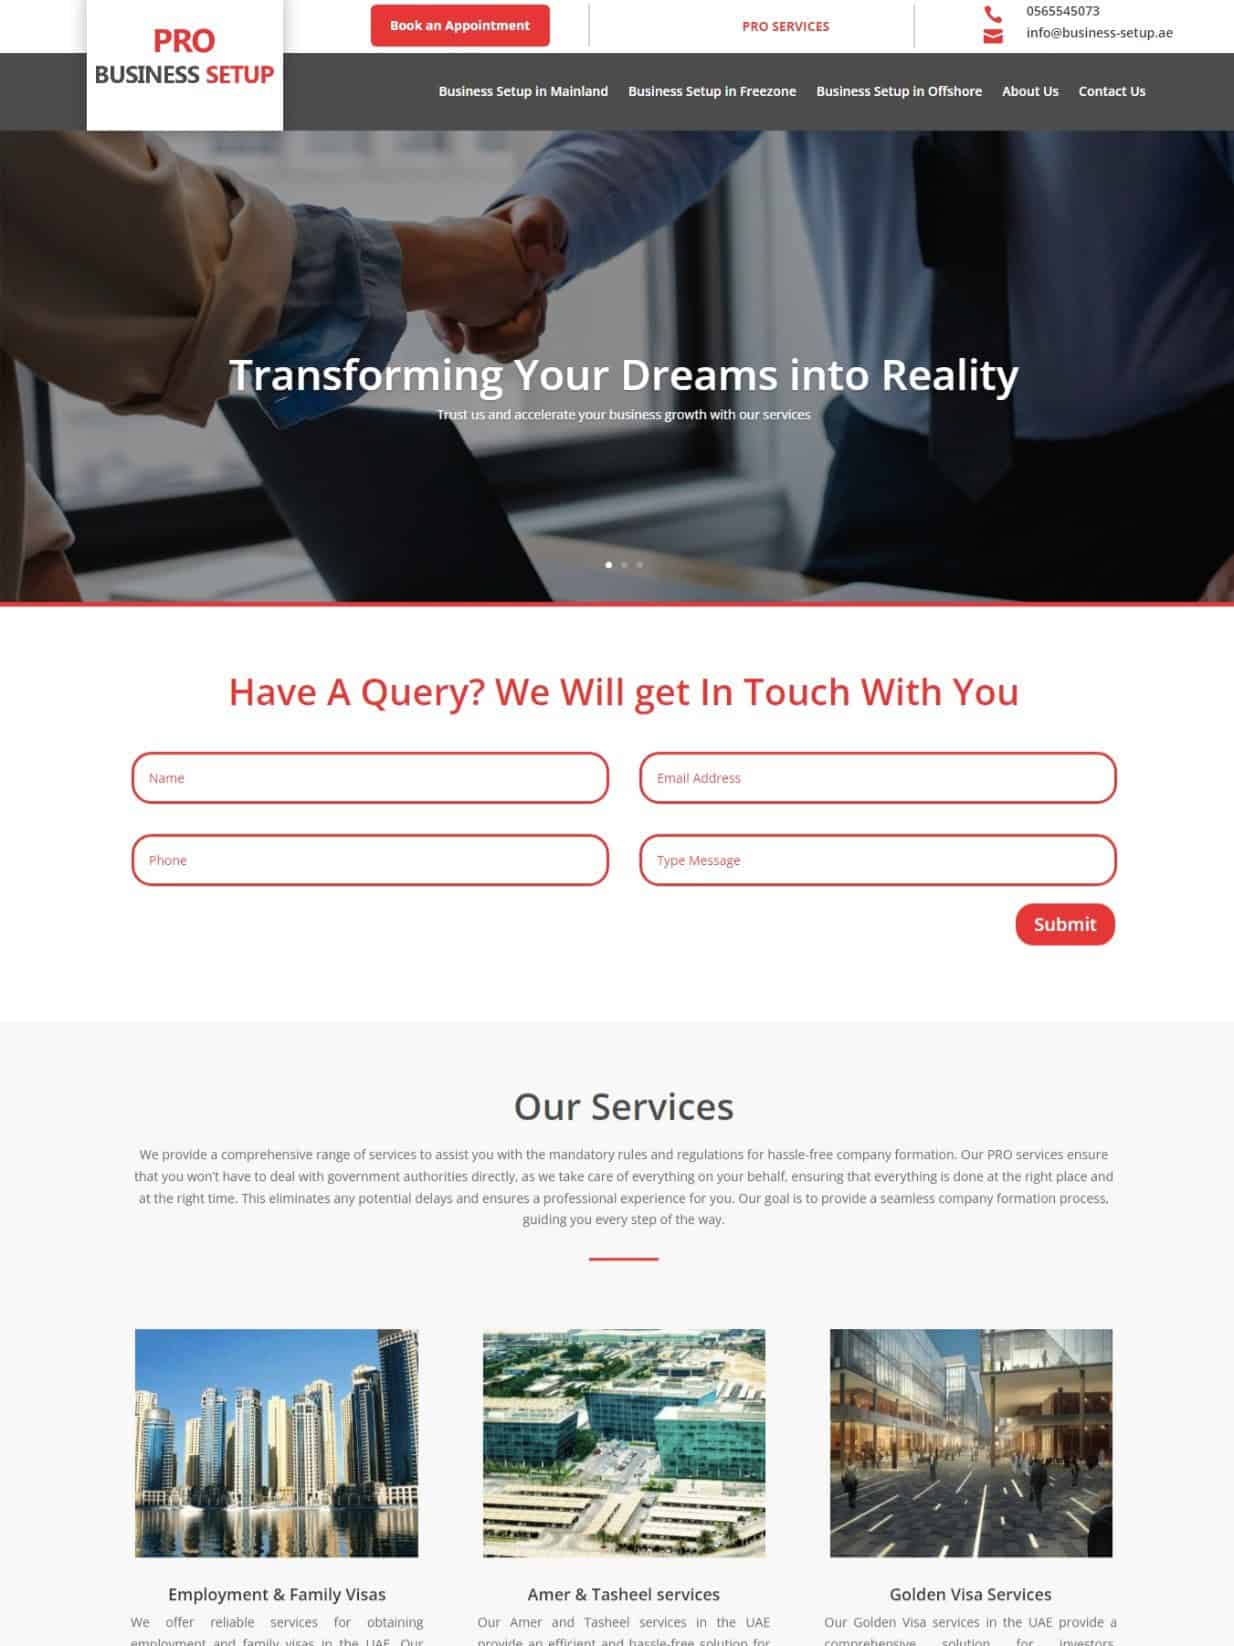 PRO
BUSINESS SETUP
Book an Appointment
PRO SERVICES
0565545073
info@business-setup.ae
Business Setup in Mainland Business Setup in Freezone Business Setup in Offshore About Us Contact Us
Transforming Your Dreams into Reality
Trust us and accelerate your business growth with our services
Have A Query? We Will get In Touch With You
Name
Email Address
Phone
Type Message
Submit
Our Services
We provide a comprehensive range of services to assist you with the mandatory rules and regulations for hassle-free company formation. Our PRO services ensure
that you won't have to deal with government authorities directly, as we take care of everything on your behalf, ensuring that everything is done at the right place and
at the right time. This eliminates any potential delays and ensures a professional experience for you. Our goal is to provide a seamless company formation process,
guiding you every step of the way.
Employment & Family Visas
We offer reliable services for obtaining
employment and family visas in the UAE. Our
Amer & Tasheel services
Our Amer and Tasheel services in the UAE
provide an efficient and hassle-free solution for
Golden Visa Services
Our Golden Visa services in the UAE provide a
comprehensive solution for investors